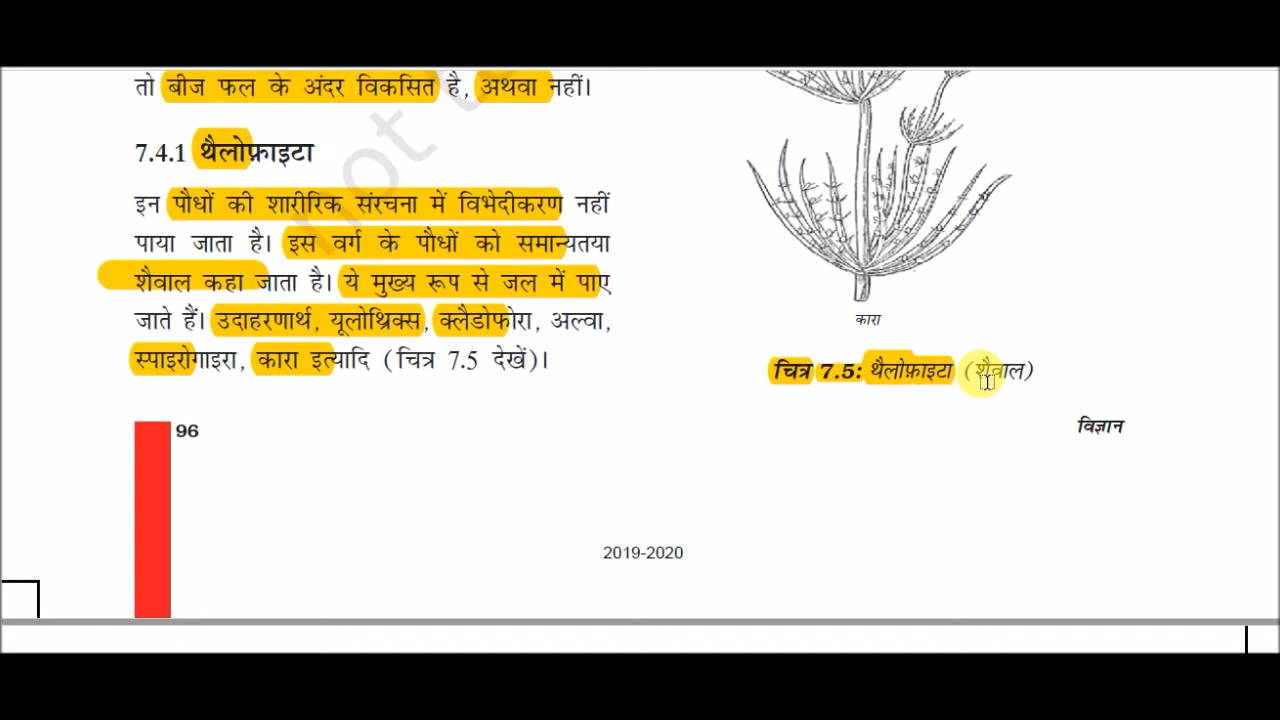 तो बीज फल के अंदर विकसित है, अथवा नहीं।
7.4.1 थैलोफ़ाइटा
इन पौधों की शारीरिक संरचना में विभेदीकरण नहीं
पाया जाता है। इस वर्ग के पौधों को समान्यतया
शैवाल कहा जाता है। ये मुख्य रूप से जल में पाए
जाते हैं। उदाहरणार्थ, यूलोथ्रिक्स, क्लैडोफोरा, अल्वा,
स्पाइरोगाइरा, कारा इत्यादि (चित्र 7.5 देखें)।
कारा
चित्र 7.5: थैलोफ़ाइटा (शैवाल)
96
विज्ञान
2019-2020
not t